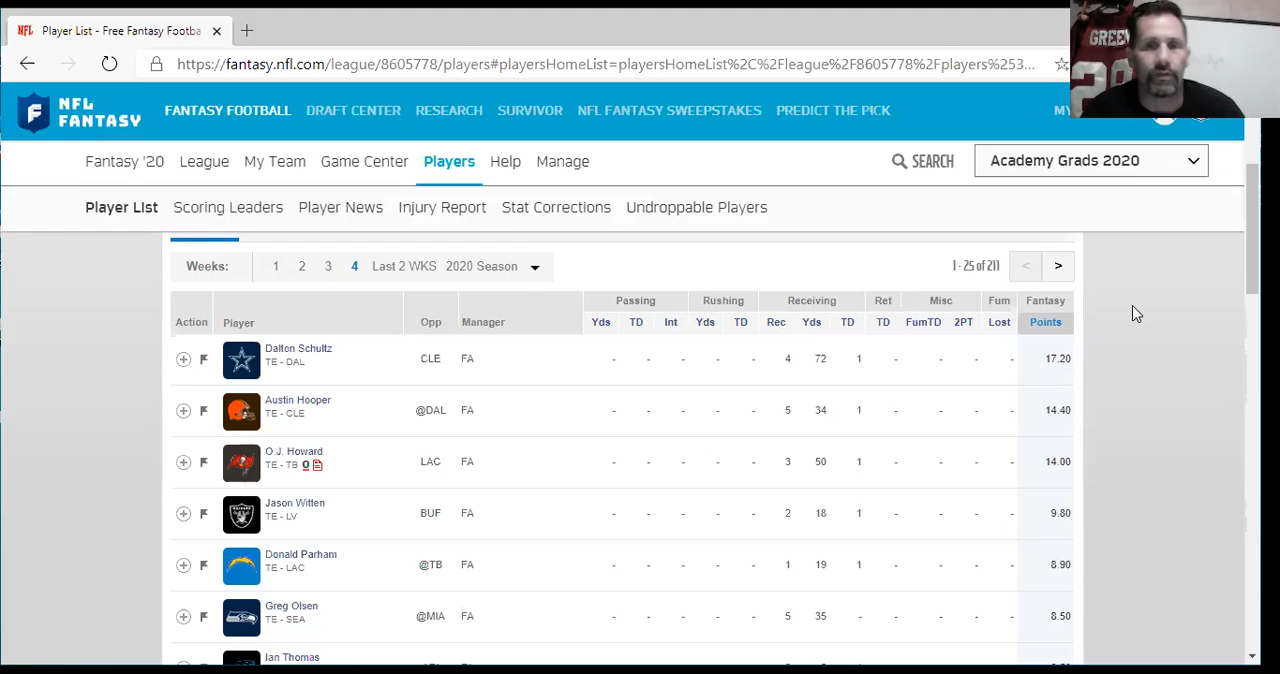 NFL Player List - Free Fantasy Footba
https://fantasy.nfl.com/league/8605778/players#playersHomeList=playersHomeList%2C%2Fleague%2F8605778%2Fplayers%253...
GREEN
28
F NFL FANTASY
FANTASY FOOTBALL DRAFT CENTER RESEARCH SURVIVOR NFL FANTASY SWEEPSTAKES PREDICT THE PICK MY
Fantasy '20 League My Team Game Center Players Help Manage SEARCH Academy Grads 2020
Player List Scoring Leaders Player News Injury Report Stat Corrections Undroppable Players
Weeks: 1 2 3 4 Last 2 WKS 2020 Season 1 - 25 of 211 < >
Passing Rushing Receiving Ret Misc Fum Fantasy
Action Player Opp Manager Yds TD Int Yds TD Rec Yds TD TD FumTD 2PT Lost Points
Dalton Schultz
TE - DAL CLE FA - - - - - 4 72 1 - - - - 17.20
Austin Hooper
TE - CLE @DAL FA - - - - - 5 34 1 - - - - 14.40
O.J. Howard
TE - TB O LAC FA - - - - - 3 50 1 - - - - 14.00
Jason Witten
TE - LV BUF FA - - - - - 2 18 1 - - - - 9.80
Donald Parham
TE - LAC @TB FA - - - - - 1 19 1 - - - - 8.90
Greg Olsen
TE - SEA @MIA FA - - - - - 5 35 - - - - - 8.50
Ian Thomas